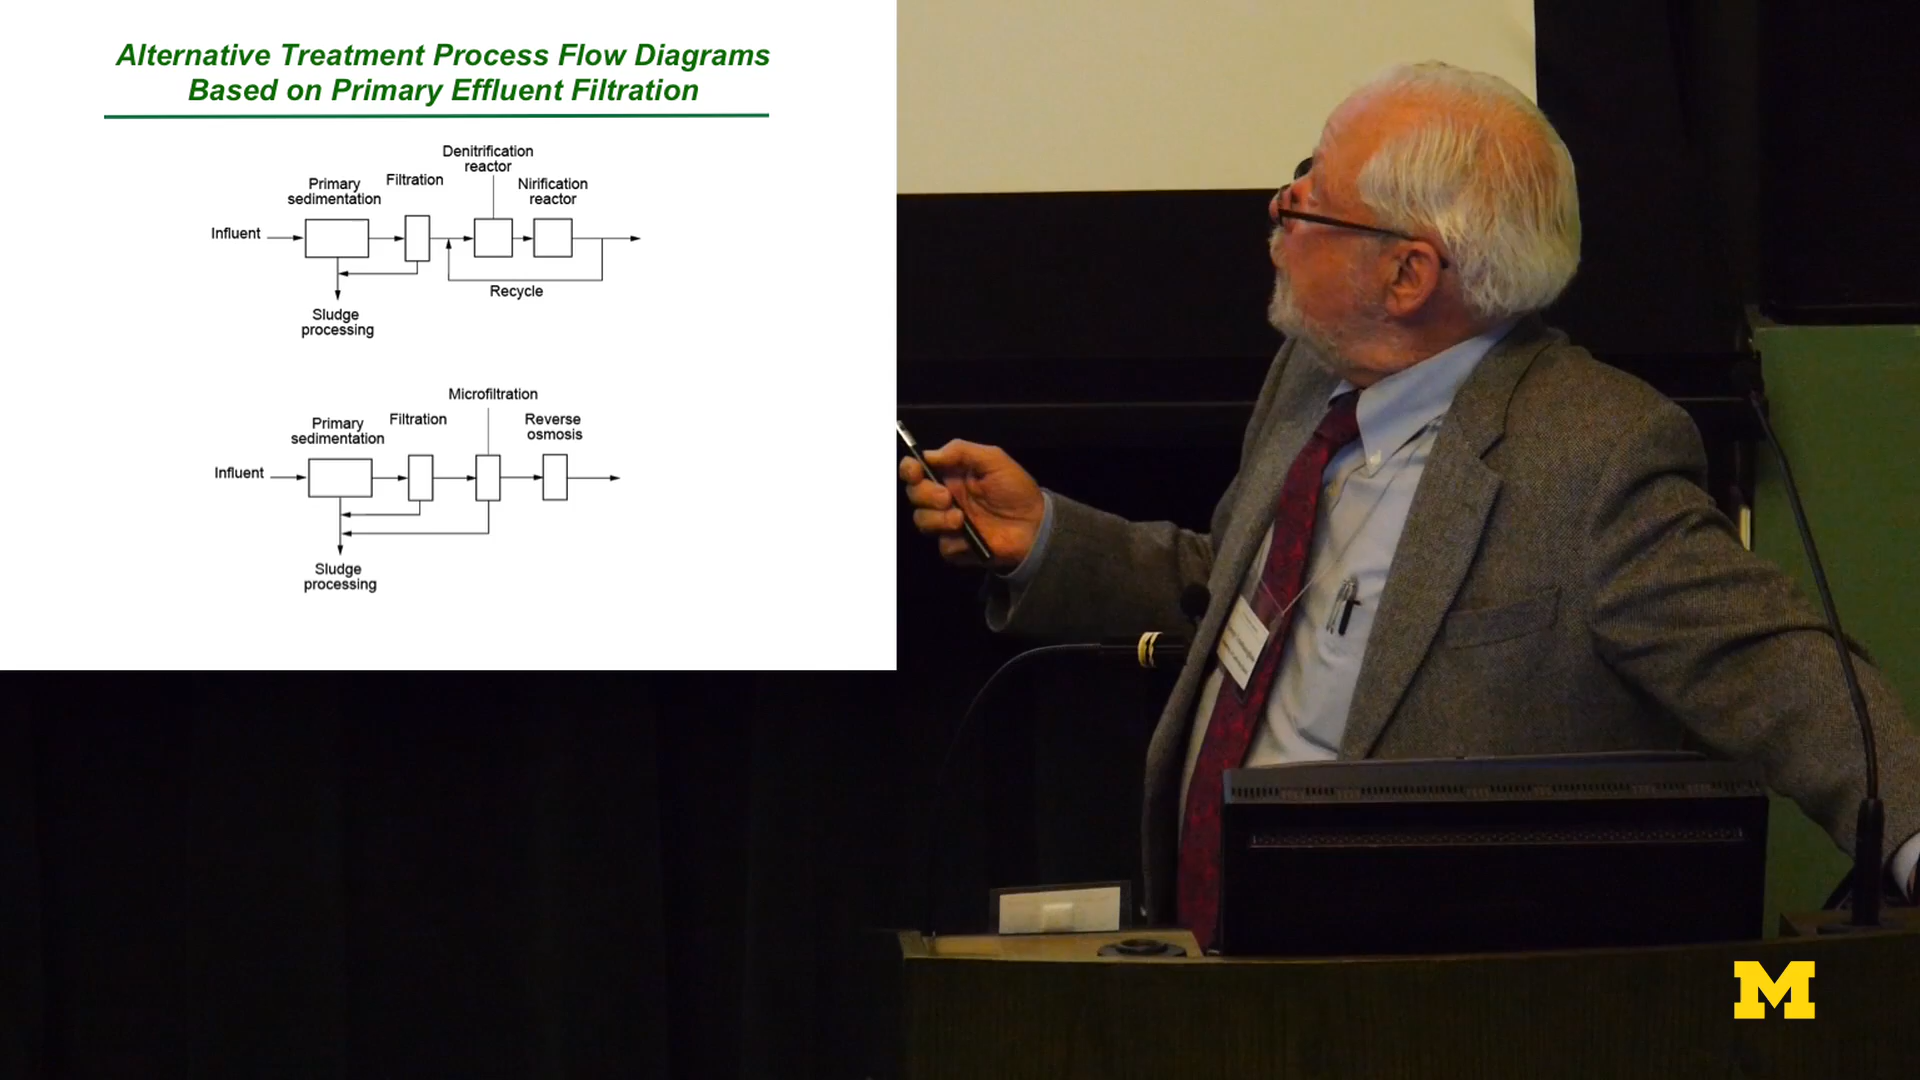 Alternative Treatment Process Flow Diagrams
Based on Primary Effluent Filtration
Denitrification
reactor
Primary
sedimentation
Filtration
Nirification
reactor
Influent
Recycle
Sludge
processing
Microfiltration
Primary
sedimentation
Filtration
Reverse
osmosis
Influent
Sludge
processing
M